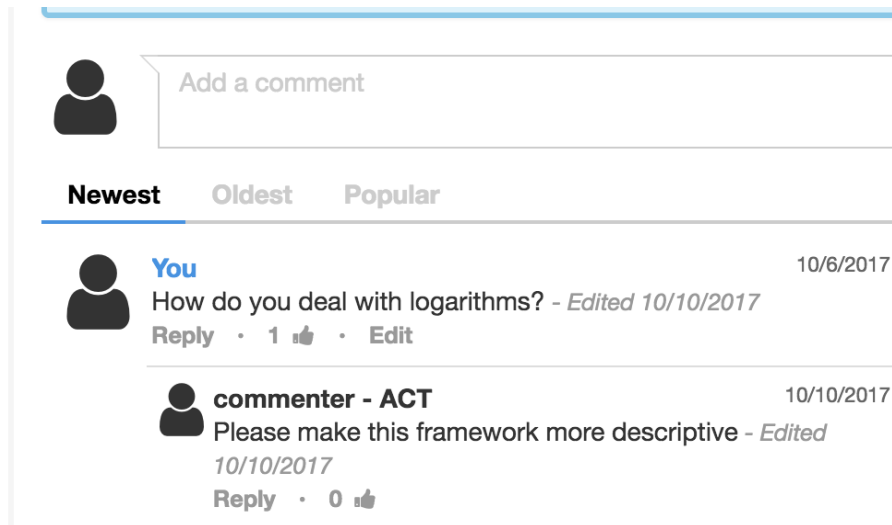 Add a comment
Newest Oldest Popular
You 10/6/2017
How do you deal with logarithms? - Edited 10/10/2017
Reply · 1 · Edit
commenter - ACT 10/10/2017
Please make this framework more descriptive - Edited
10/10/2017
Reply · 0